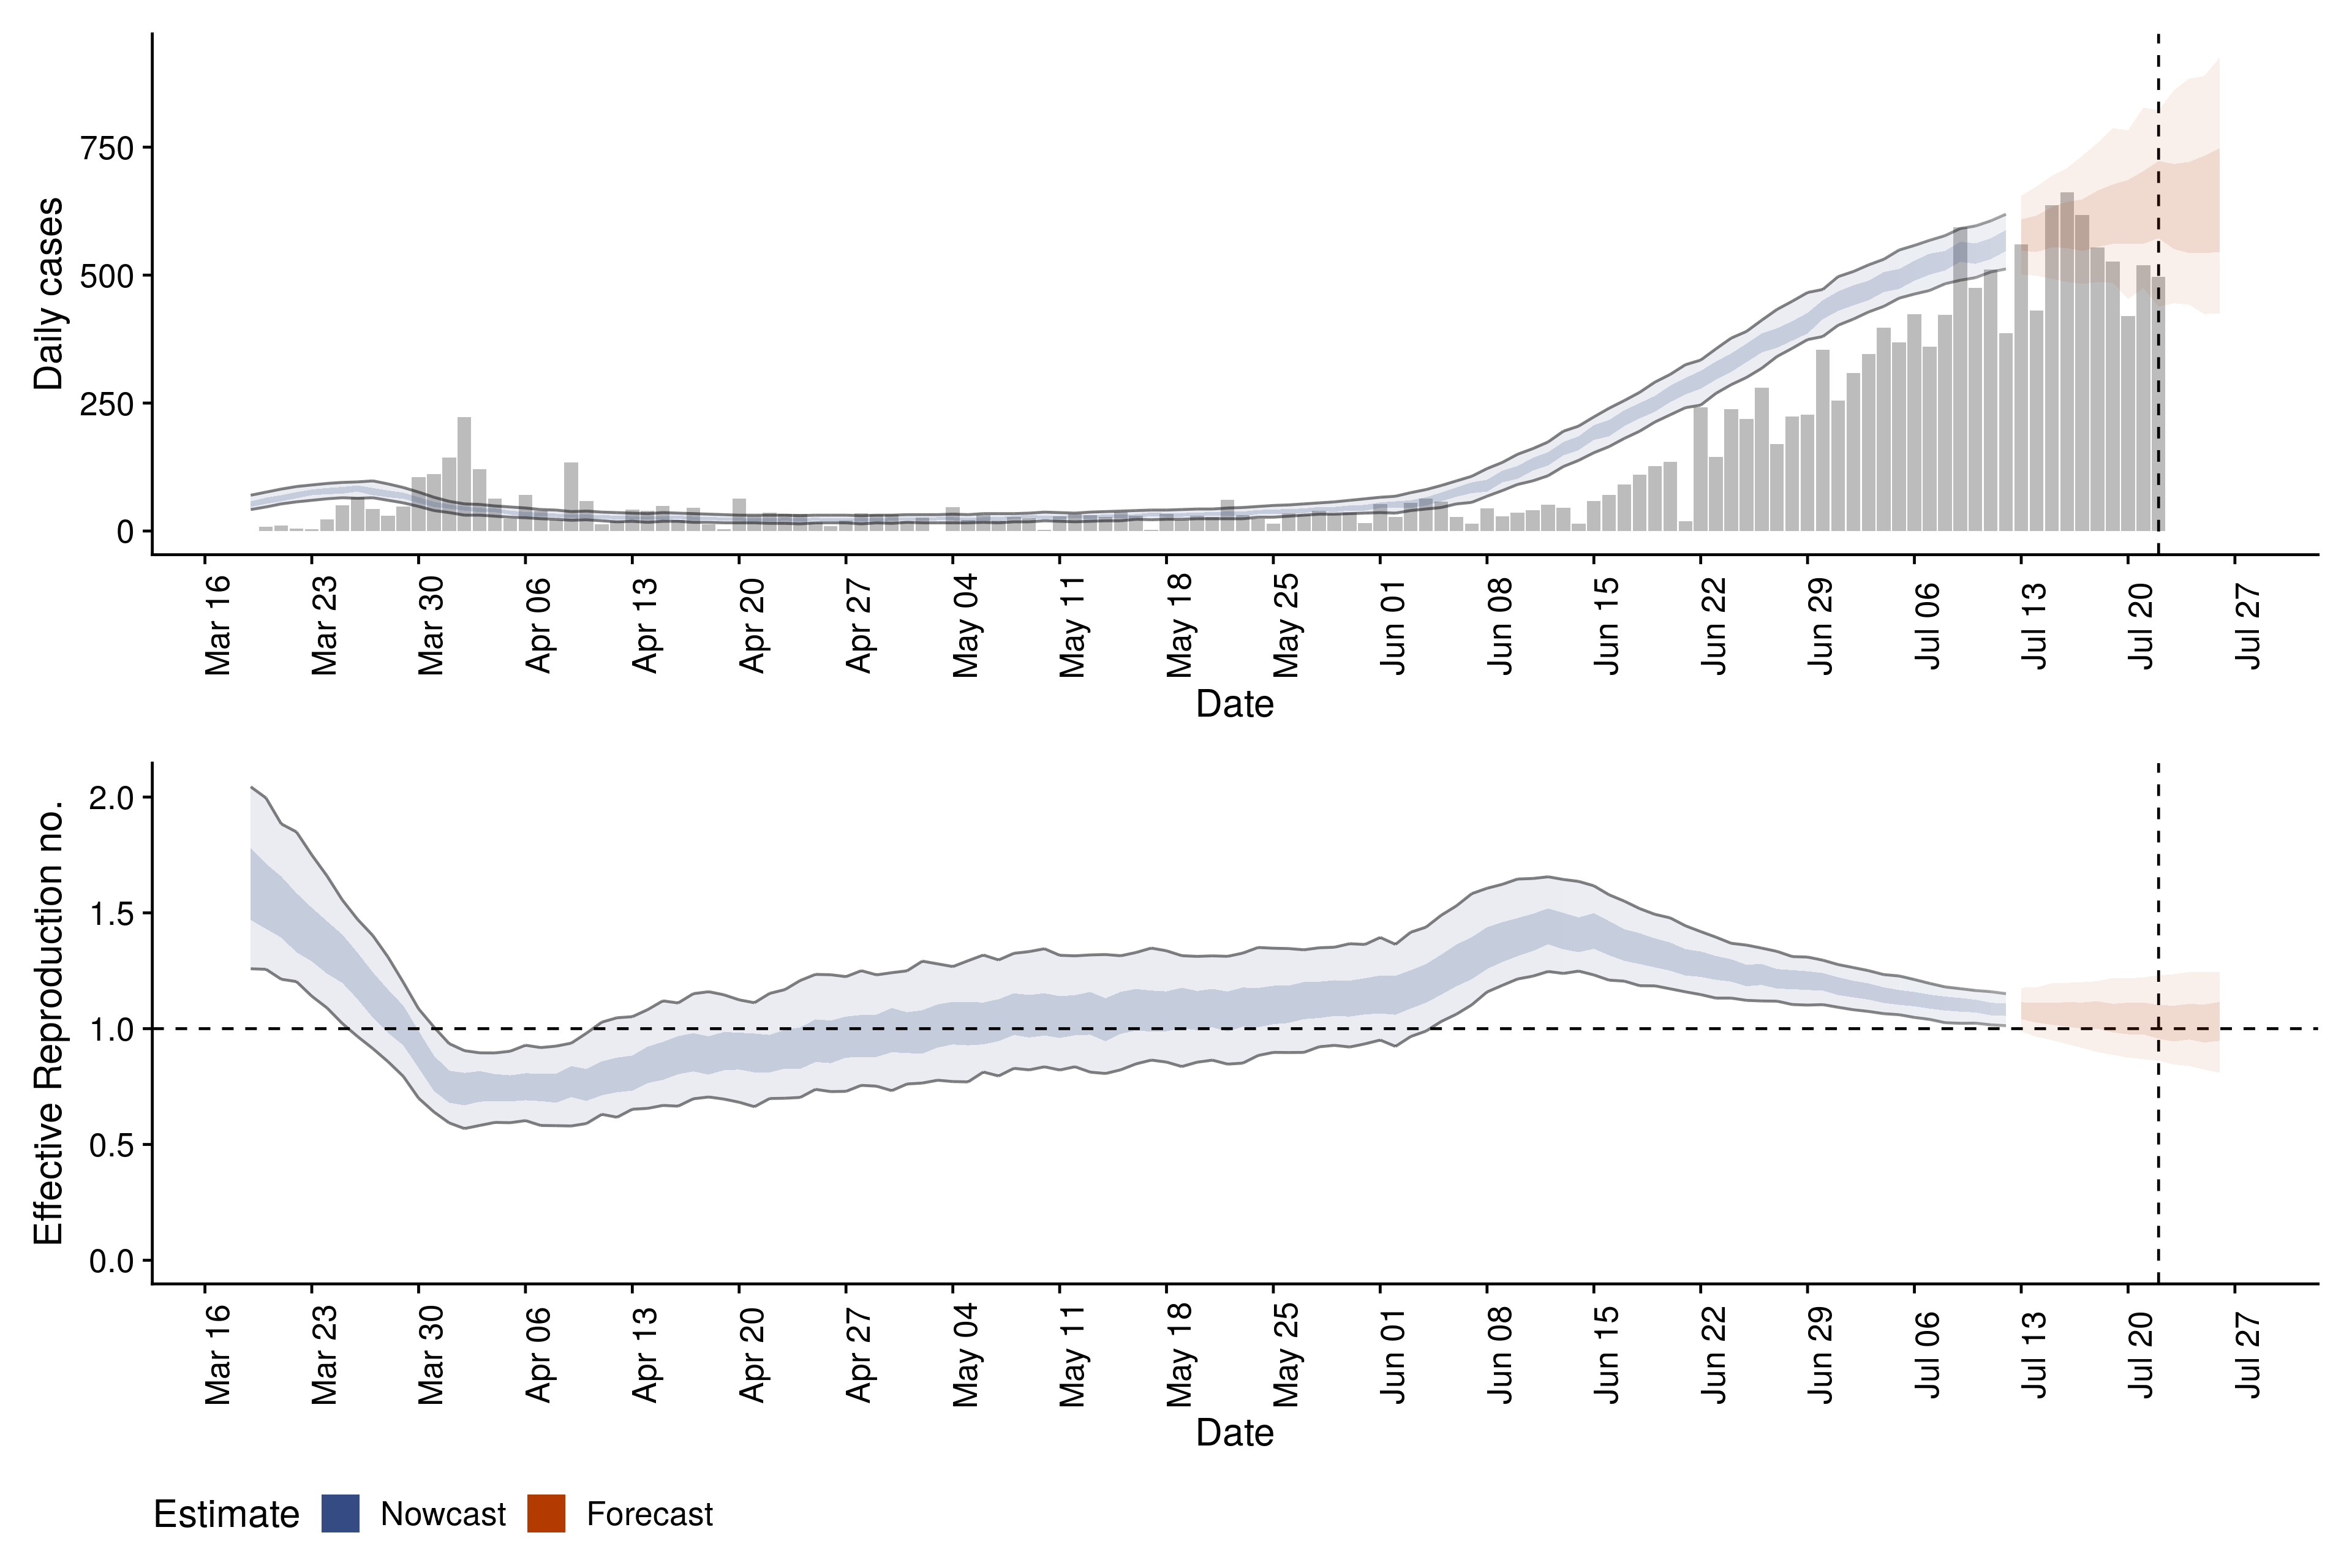 Daily cases
750
500
250
0
Mar 16
Mar 23
Mar 30
Apr 06
Apr 13
Apr 20
Apr 27
May 04
May 11
May 18
May 25
Jun 01
Jun 08
Jun 15
Jun 22
Jun 29
Jul 06
Jul 13
Jul 20
Jul 27
Date
Effective Reproduction no.
2.0
1.5
1.0
0.5
0.0
Mar 16
Mar 23
Mar 30
Apr 06
Apr 13
Apr 20
Apr 27
May 04
May 11
May 18
May 25
Jun 01
Jun 08
Jun 15
Jun 22
Jun 29
Jul 06
Jul 13
Jul 20
Jul 27
Date
Estimate Nowcast Forecast